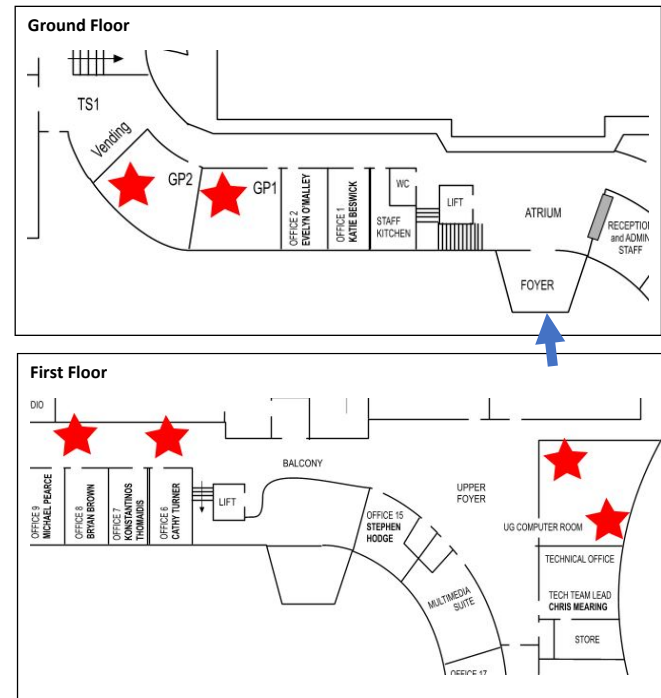 Ground Floor
TS1
Vending
GP2
GP1
OFFICE 2
EVELYN O'MALLEY
OFFICE 1
KATIE BESWICK
WC
STAFF
KITCHEN
LIFT
ATRIUM
RECEPTION
and ADMIN
STAFF
FOYER
First Floor
DIO
OFFICE 9
MICHAEL PEARCE
OFFICE 8
BRYAN BROWN
OFFICE 7
KONSTANTINOS
THOMAIDIS
OFFICE 6
CATHY TURNER
LIFT
BALCONY
OFFICE 15
STEPHEN
HODGE
UPPER
FOYER
UG COMPUTER ROOM
TECHNICAL OFFICE
MULTIMEDIA
SUITE
TECH TEAM LEAD
CHRIS MEARING
STORE
OFFICE 17